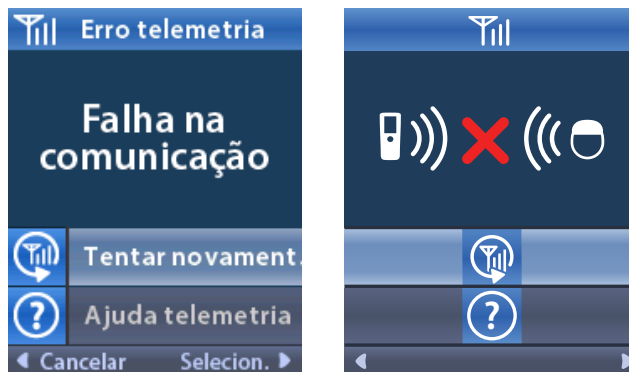 Erro telemetria
Falha na
comunicação
Tentar novament.
? Ajuda telemetria
Cancelar Selecion.
?